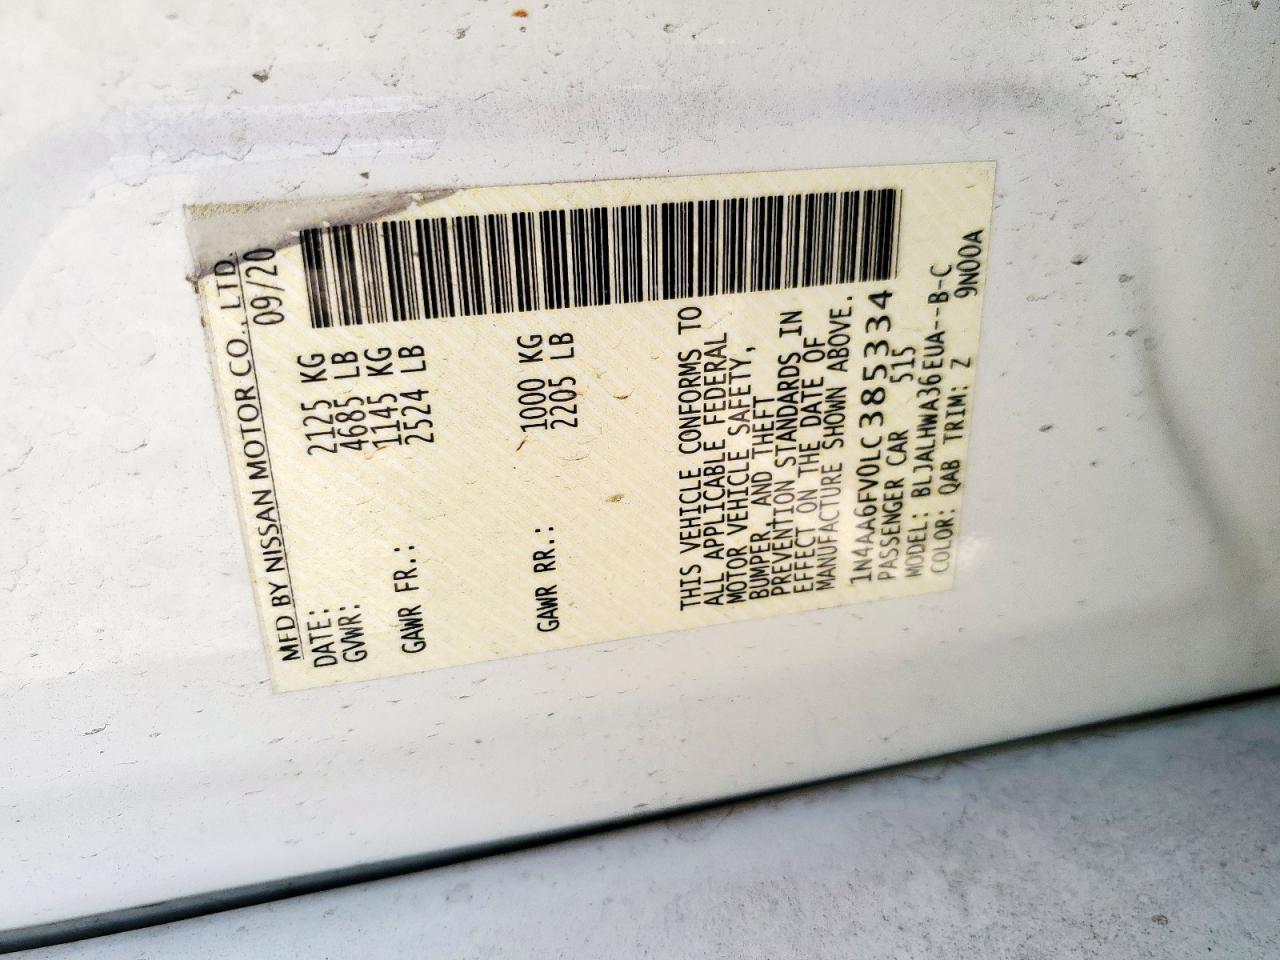 MFD BY NISSAN MOTOR CO., LTD.
DATE: 09/20
GVWR: 2125 KG
4685 LB
GAWR FR.: 1145 KG
2524 LB
GAWR RR.: 1000 KG
2205 LB
THIS VEHICLE CONFORMS TO
ALL APPLICABLE FEDERAL
MOTOR VEHICLE SAFETY,
BUMPER, AND THEFT
PREVENTION STANDARDS IN
EFFECT ON THE DATE OF
MANUFACTURE SHOWN ABOVE.
1N4AA6FV0LC385334
PASSENGER CAR 515
MODEL: BLJALHWA36EUA--B-C
COLOR: QAB TRIM: Z 9N00A